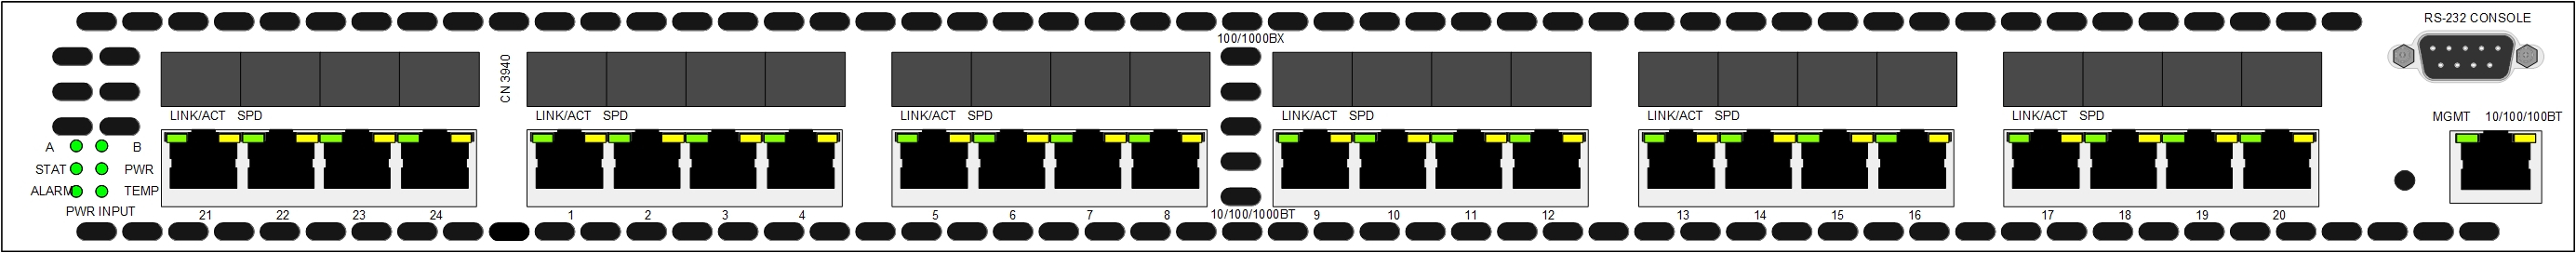 RS-232 CONSOLE
100/1000BX
CN 3940
LINK/ACT SPD
LINK/ACT SPD
LINK/ACT SPD
LINK/ACT SPD
LINK/ACT SPD
LINK/ACT SPD
MGMT 10/100/100BT
A B
STAT PWR
ALARM TEMP
PWR INPUT
21 22 23 24 1 2 3 4 5 6 7 8 10/100/1000BT 9 10 11 12 13 14 15 16 17 18 19 20